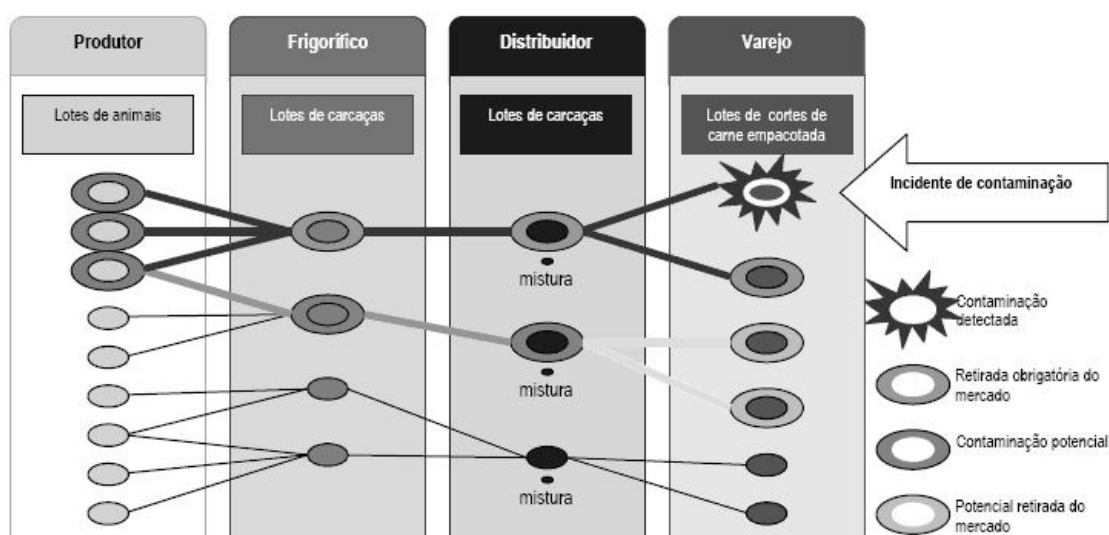 Produtor
Frigorífico
Distribuidor
Varejo
Lotes de animais
Lotes de carcaças
Lotes de carcaças
Lotes de cortes de
carne empacotada
Incidente de contaminação
mistura
Contaminação
detectada
mistura
Retirada obrigatória do
mercado
Contaminação potencial
mistura
Potencial retirada do
mercado